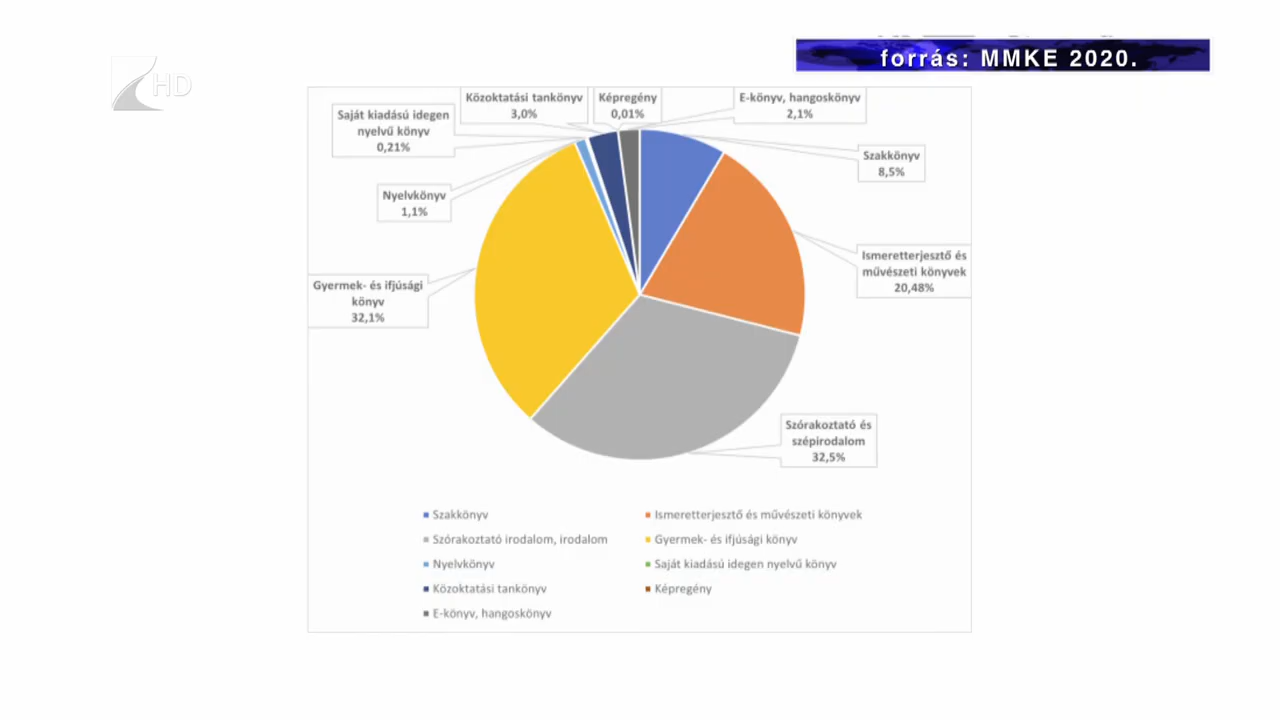 forrás: MMKE 2020.
HD
Közoktatási tankönyv
3,0%
Képregény
0,01%
E-könyv, hangoskönyv
2,1%
Saját kiadású idegen
nyelvű könyv
0,21%
Szakkönyv
8,5%
Nyelvkönyv
1,1%
Ismeretterjesztő és
művészeti könyvek
20,48%
Gyermek- és ifjúsági
könyv
32,1%
Szórakoztató és
szépirodalom
32,5%
Szakkönyv
Ismeretterjesztő és művészeti könyvek
Szórakoztató irodalom, irodalom
Gyermek- és ifjúsági könyv
Nyelvkönyv
Saját kiadású idegen nyelvű könyv
Közoktatási tankönyv
Képregény
E-könyv, hangoskönyv